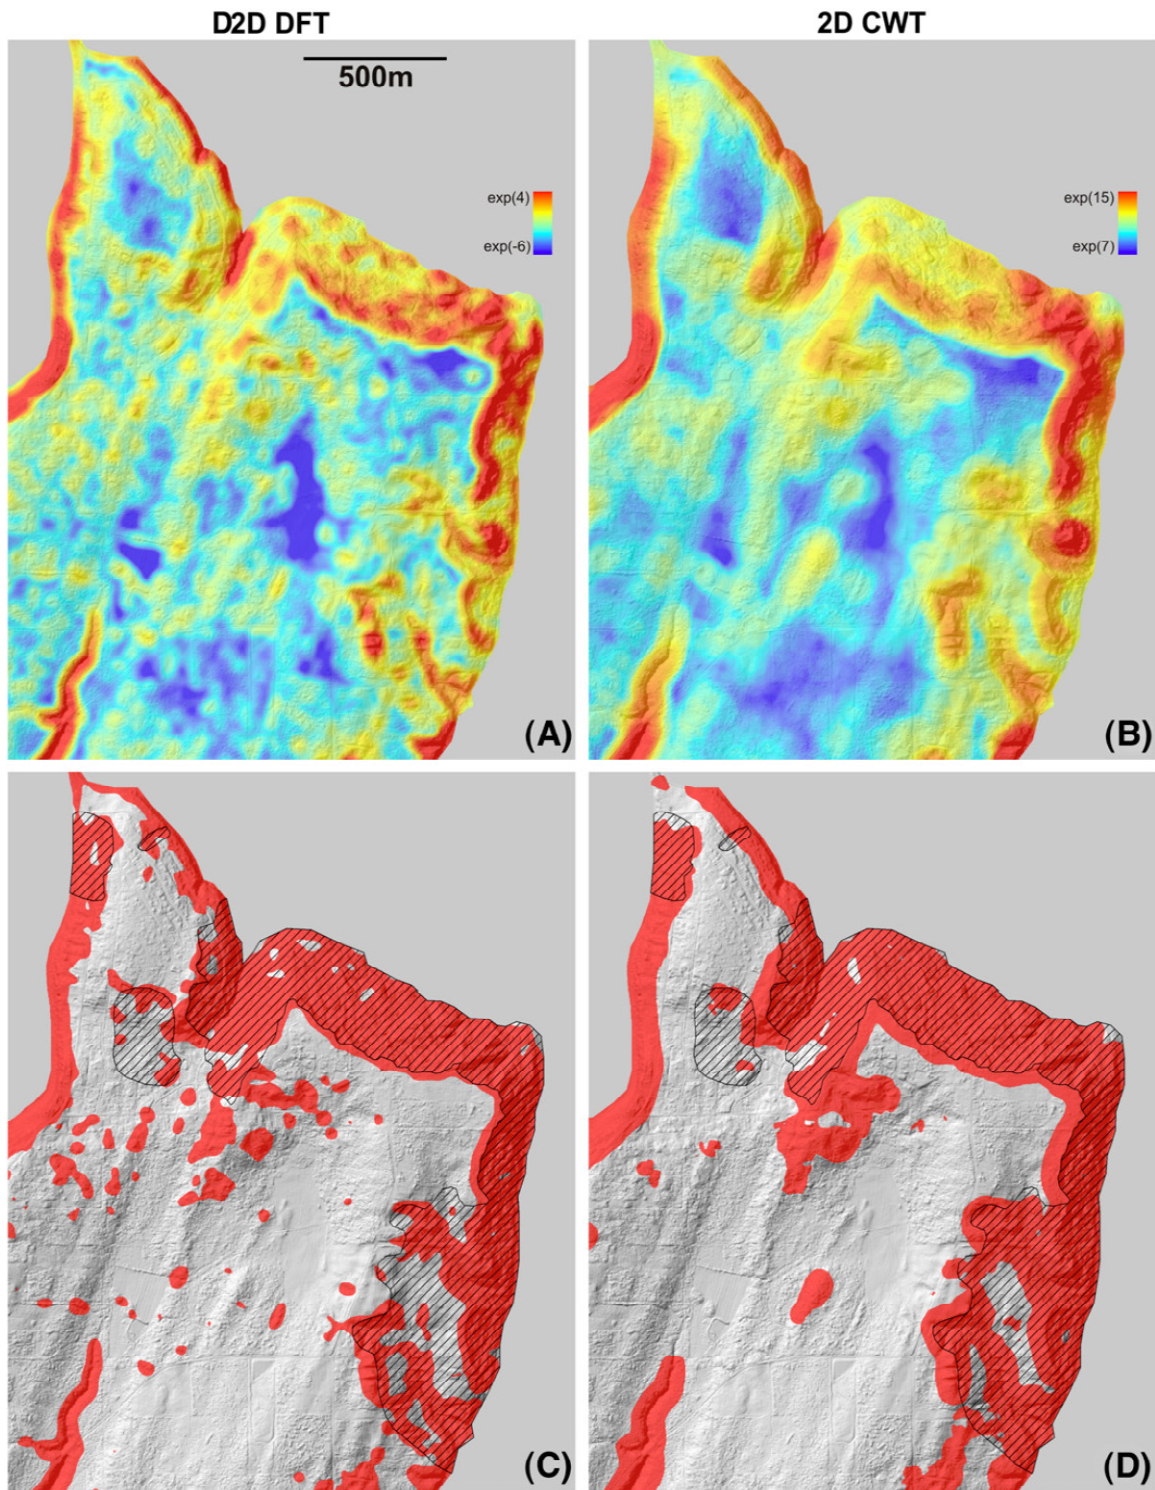 D2D DFT
2D CWT
500m
exp(4)
exp(-6)
exp(15)
exp(7)
(A)
(B)
(C)
(D)